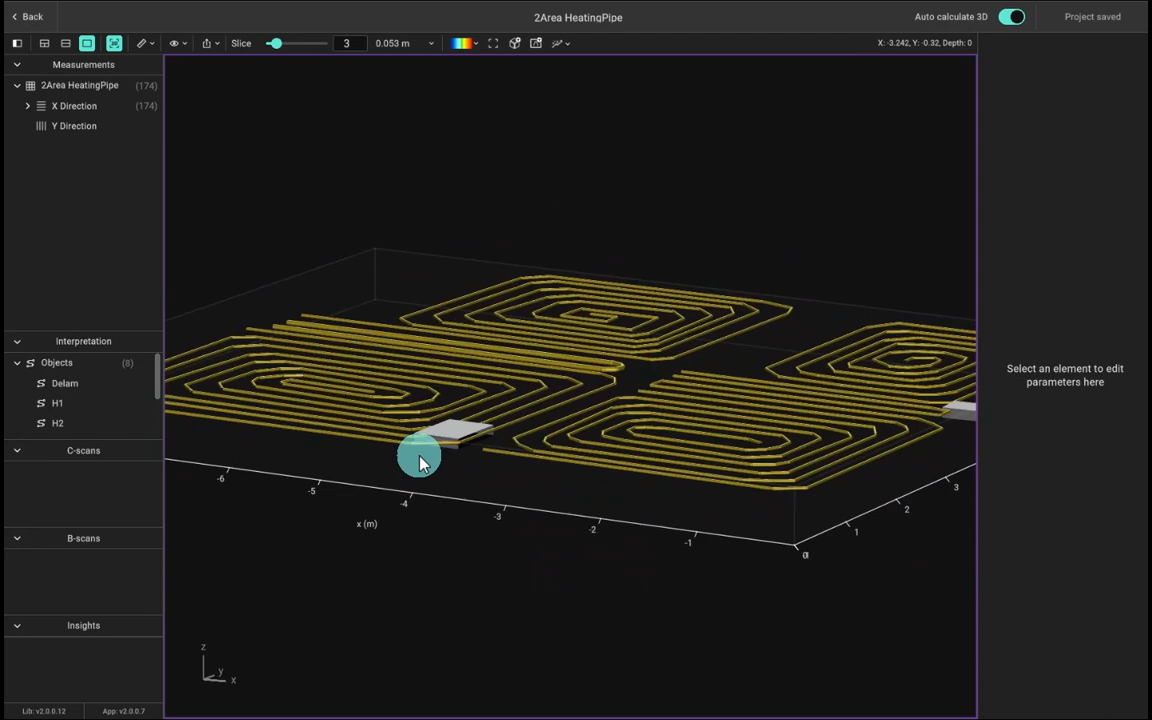 Back
2Area HeatingPipe
Auto calculate 3D
Project saved
Slice
3
0.053 m
X: -3.242, Y: -0.32, Depth: 0
Measurements
2Area HeatingPipe (174)
X Direction (174)
Y Direction
Interpretation
Objects (8)
Delam
H1
H2
C-scans
B-scans
Insights
Select an element to edit
parameters here
-6
-5
-4
-3
-2
-1
x (m)
1
2
3
z
y
x
Lib: v2.0.0.12
App: v2.0.0.7